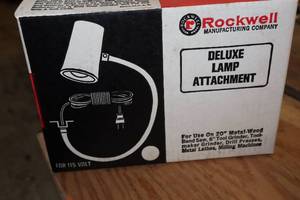 Rockwell
MANUFACTURING COMPANY
DELUXE
LAMP
ATTACHMENT
For Use On 20" Metal-Wood
Band Saw, 6" Tool Grinder, Tool-
maker Grinder, Drill Presses,
Metal Lathes, Milling Machines
FOR 115 VOLT